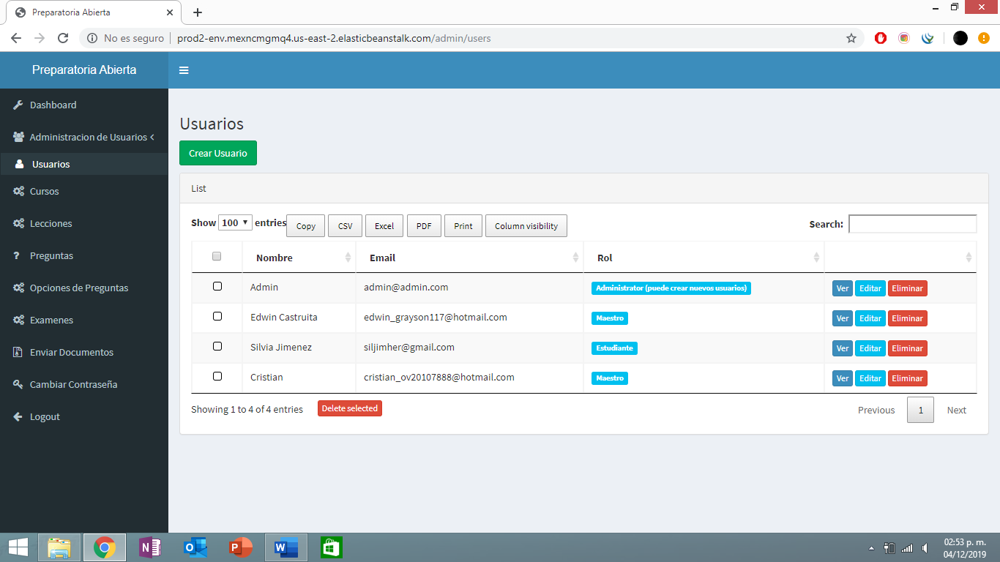 Preparatoria Abierta
No es seguro | prod2-env.mexncmgmq4.us-east-2.elasticbeanstalk.com/admin/users
Preparatoria Abierta
Dashboard
Administracion de Usuarios
Usuarios
Cursos
Lecciones
Preguntas
Opciones de Preguntas
Examenes
Enviar Documentos
Cambiar Contraseña
Logout
Usuarios
Crear Usuario
List
Show 100 entries Copy CSV Excel PDF Print Column visibility Search:
Nombre Email Rol
Admin admin@admin.com Administrator (puede crear nuevos usuarios) Ver Editar Eliminar
Edwin Castruita edwin_grayson117@hotmail.com Maestro Ver Editar Eliminar
Silvia Jimenez siljimher@gmail.com Estudiante Ver Editar Eliminar
Cristian cristian_ov20107888@hotmail.com Maestro Ver Editar Eliminar
Showing 1 to 4 of 4 entries Delete selected Previous 1 Next
02:53 p. m.
04/12/2019